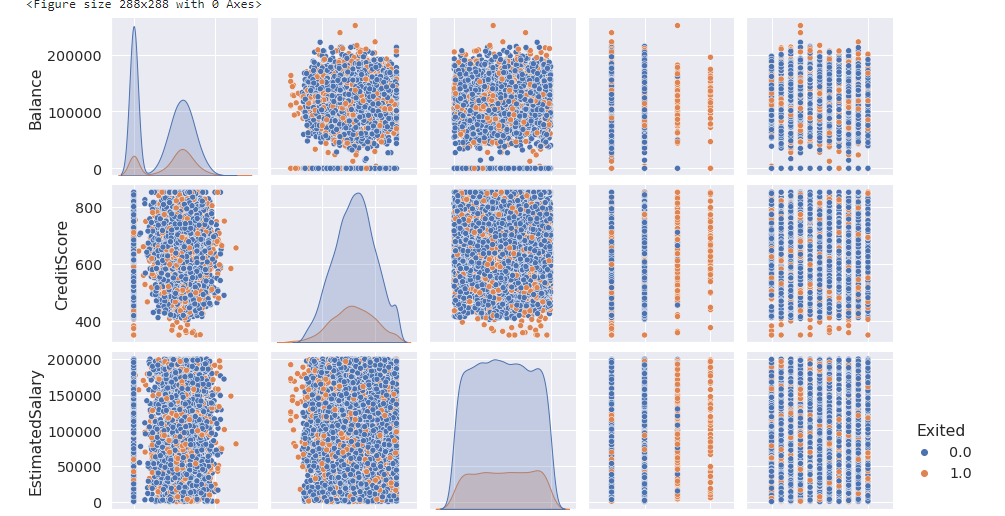 <Figure size 288x288 with 0 Axes>
Balance
200000
100000
0
CreditScore
800
600
400
EstimatedSalary
200000
150000
100000
50000
0
Exited
0.0
1.0